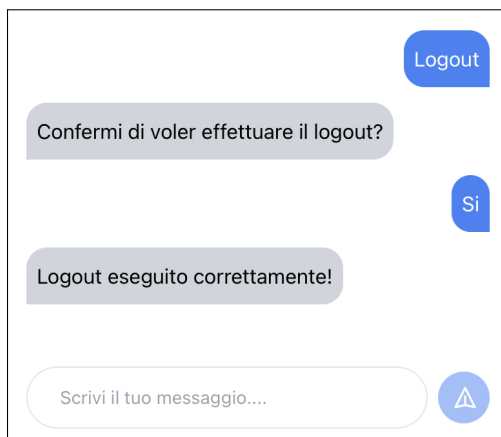 Logout
Confermi di voler effettuare il logout?
Si
Logout eseguito correttamente!
Scrivi il tuo messaggio....